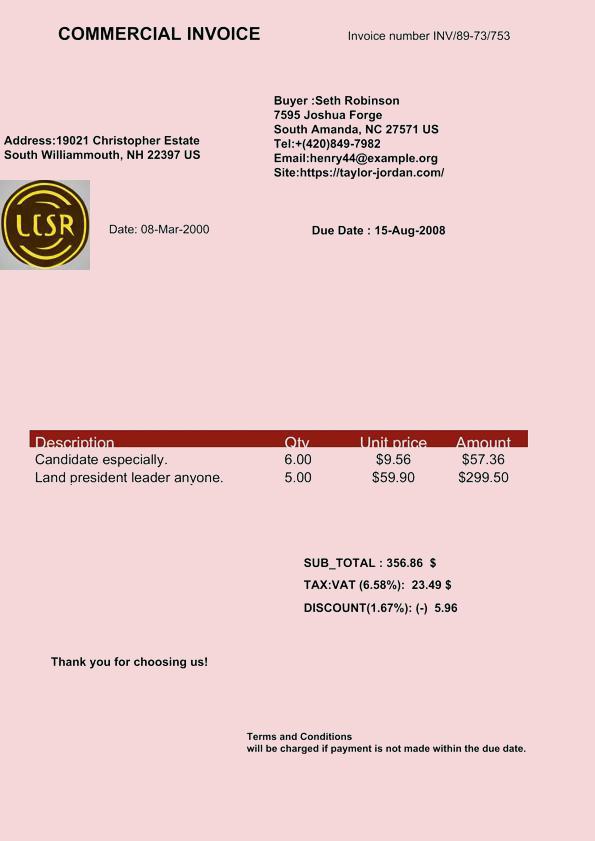 COMMERCIAL INVOICE
Invoice number INV/89-73/753
Buyer :Seth Robinson
7595 Joshua Forge
South Amanda, NC 27571 US
Tel:+(420)849-7982
Email:henry44@example.org
Site:https://taylor-jordan.com/
Address:19021 Christopher Estate
South Williammouth, NH 22397 US
LCSR
Date: 08-Mar-2000
Due Date : 15-Aug-2008
Description Qty Unit price Amount
Candidate especially. 6.00 $9.56 $57.36
Land president leader anyone. 5.00 $59.90 $299.50
SUB_TOTAL : 356.86 $
TAX:VAT (6.58%): 23.49 $
DISCOUNT(1.67%): (-) 5.96
Thank you for choosing us!
Terms and Conditions
will be charged if payment is not made within the due date.